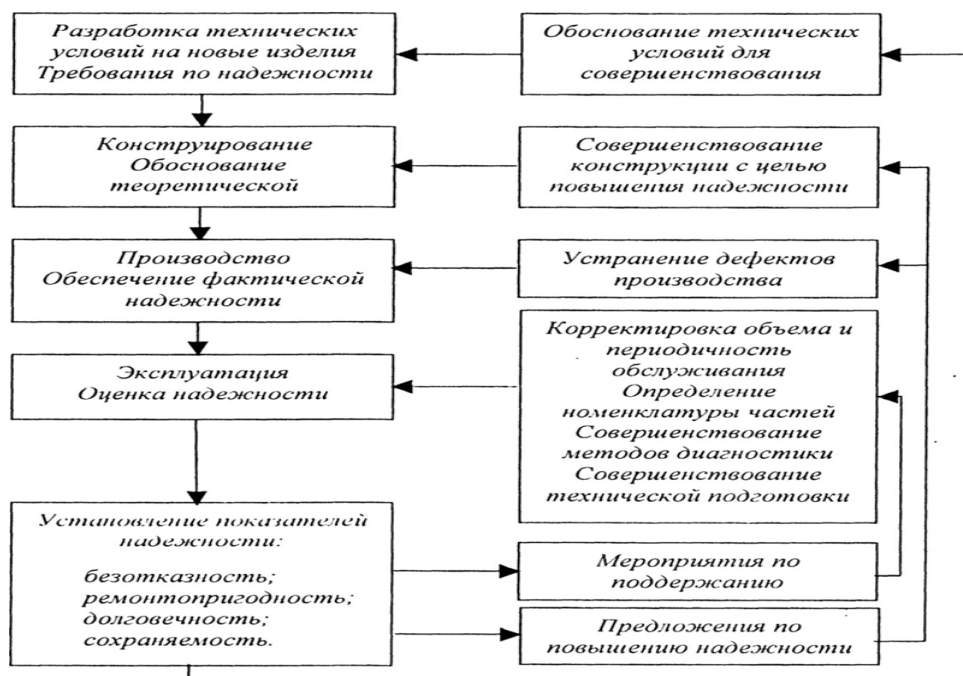 Разработка технических
условий на новые изделия
Требования по надежности
Обоснование технических
условий для
совершенствования
Конструирование
Обоснование
теоретической
Совершенствование
конструкции с целью
повышения надежности
Производство
Обеспечение фактической
надежности
Устранение дефектов
производства
Эксплуатация
Оценка надежности
Корректировка объема и
периодичность
обслуживания
Определение
номенклатуры частей
Совершенствование
методов диагностики
Совершенствование
технической подготовки
Установление показателей
надежности:
безотказность;
ремонтопригодность;
долговечность;
сохраняемость.
Мероприятия по
поддержанию
Предложения по
повышению надежности